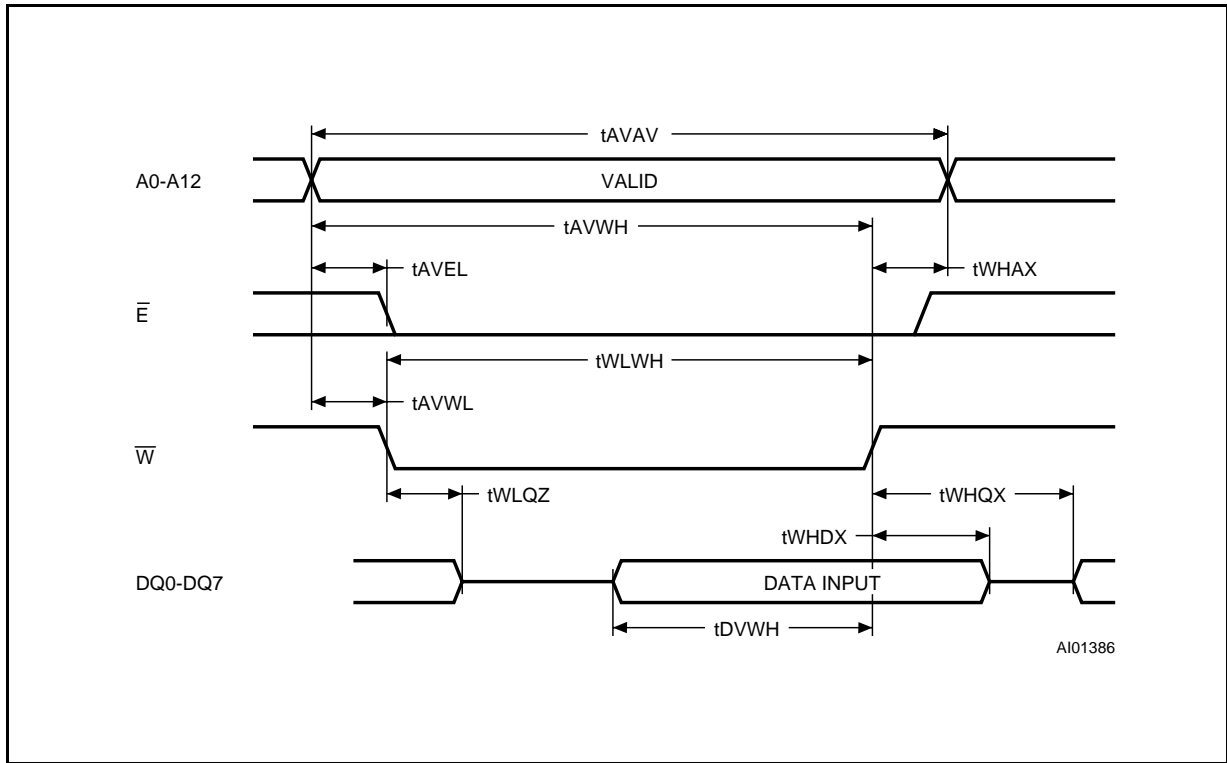 tAVAV
A0-A12
VALID
tAVWH
tAVEL
tWHAX
E̅
tWLWH
tAVWL
W̅
tWLQZ
tWHQX
tWHDX
DQ0-DQ7
DATA INPUT
tDVWH
AI01386